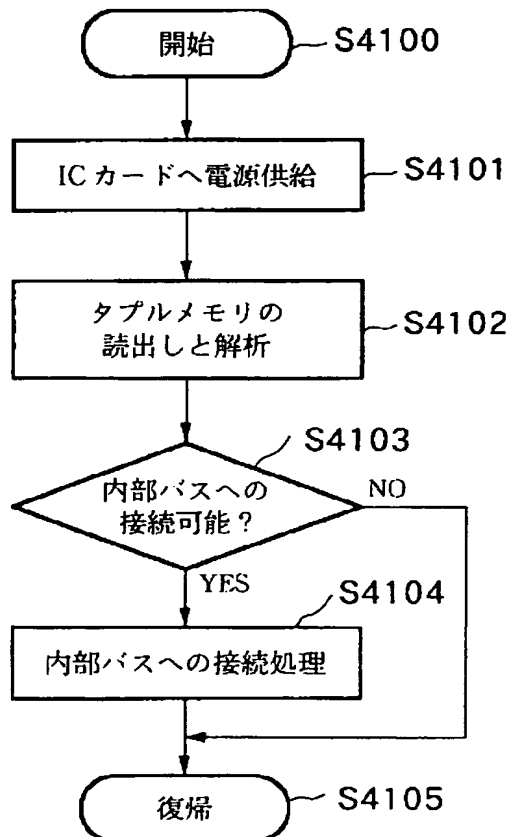 開始
S4100
ICカードへ電源供給
S4101
タプルメモリの
読出しと解析
S4102
S4103
内部バスへの
接続可能？
NO
YES
S4104
内部バスへの接続処理
復帰
S4105